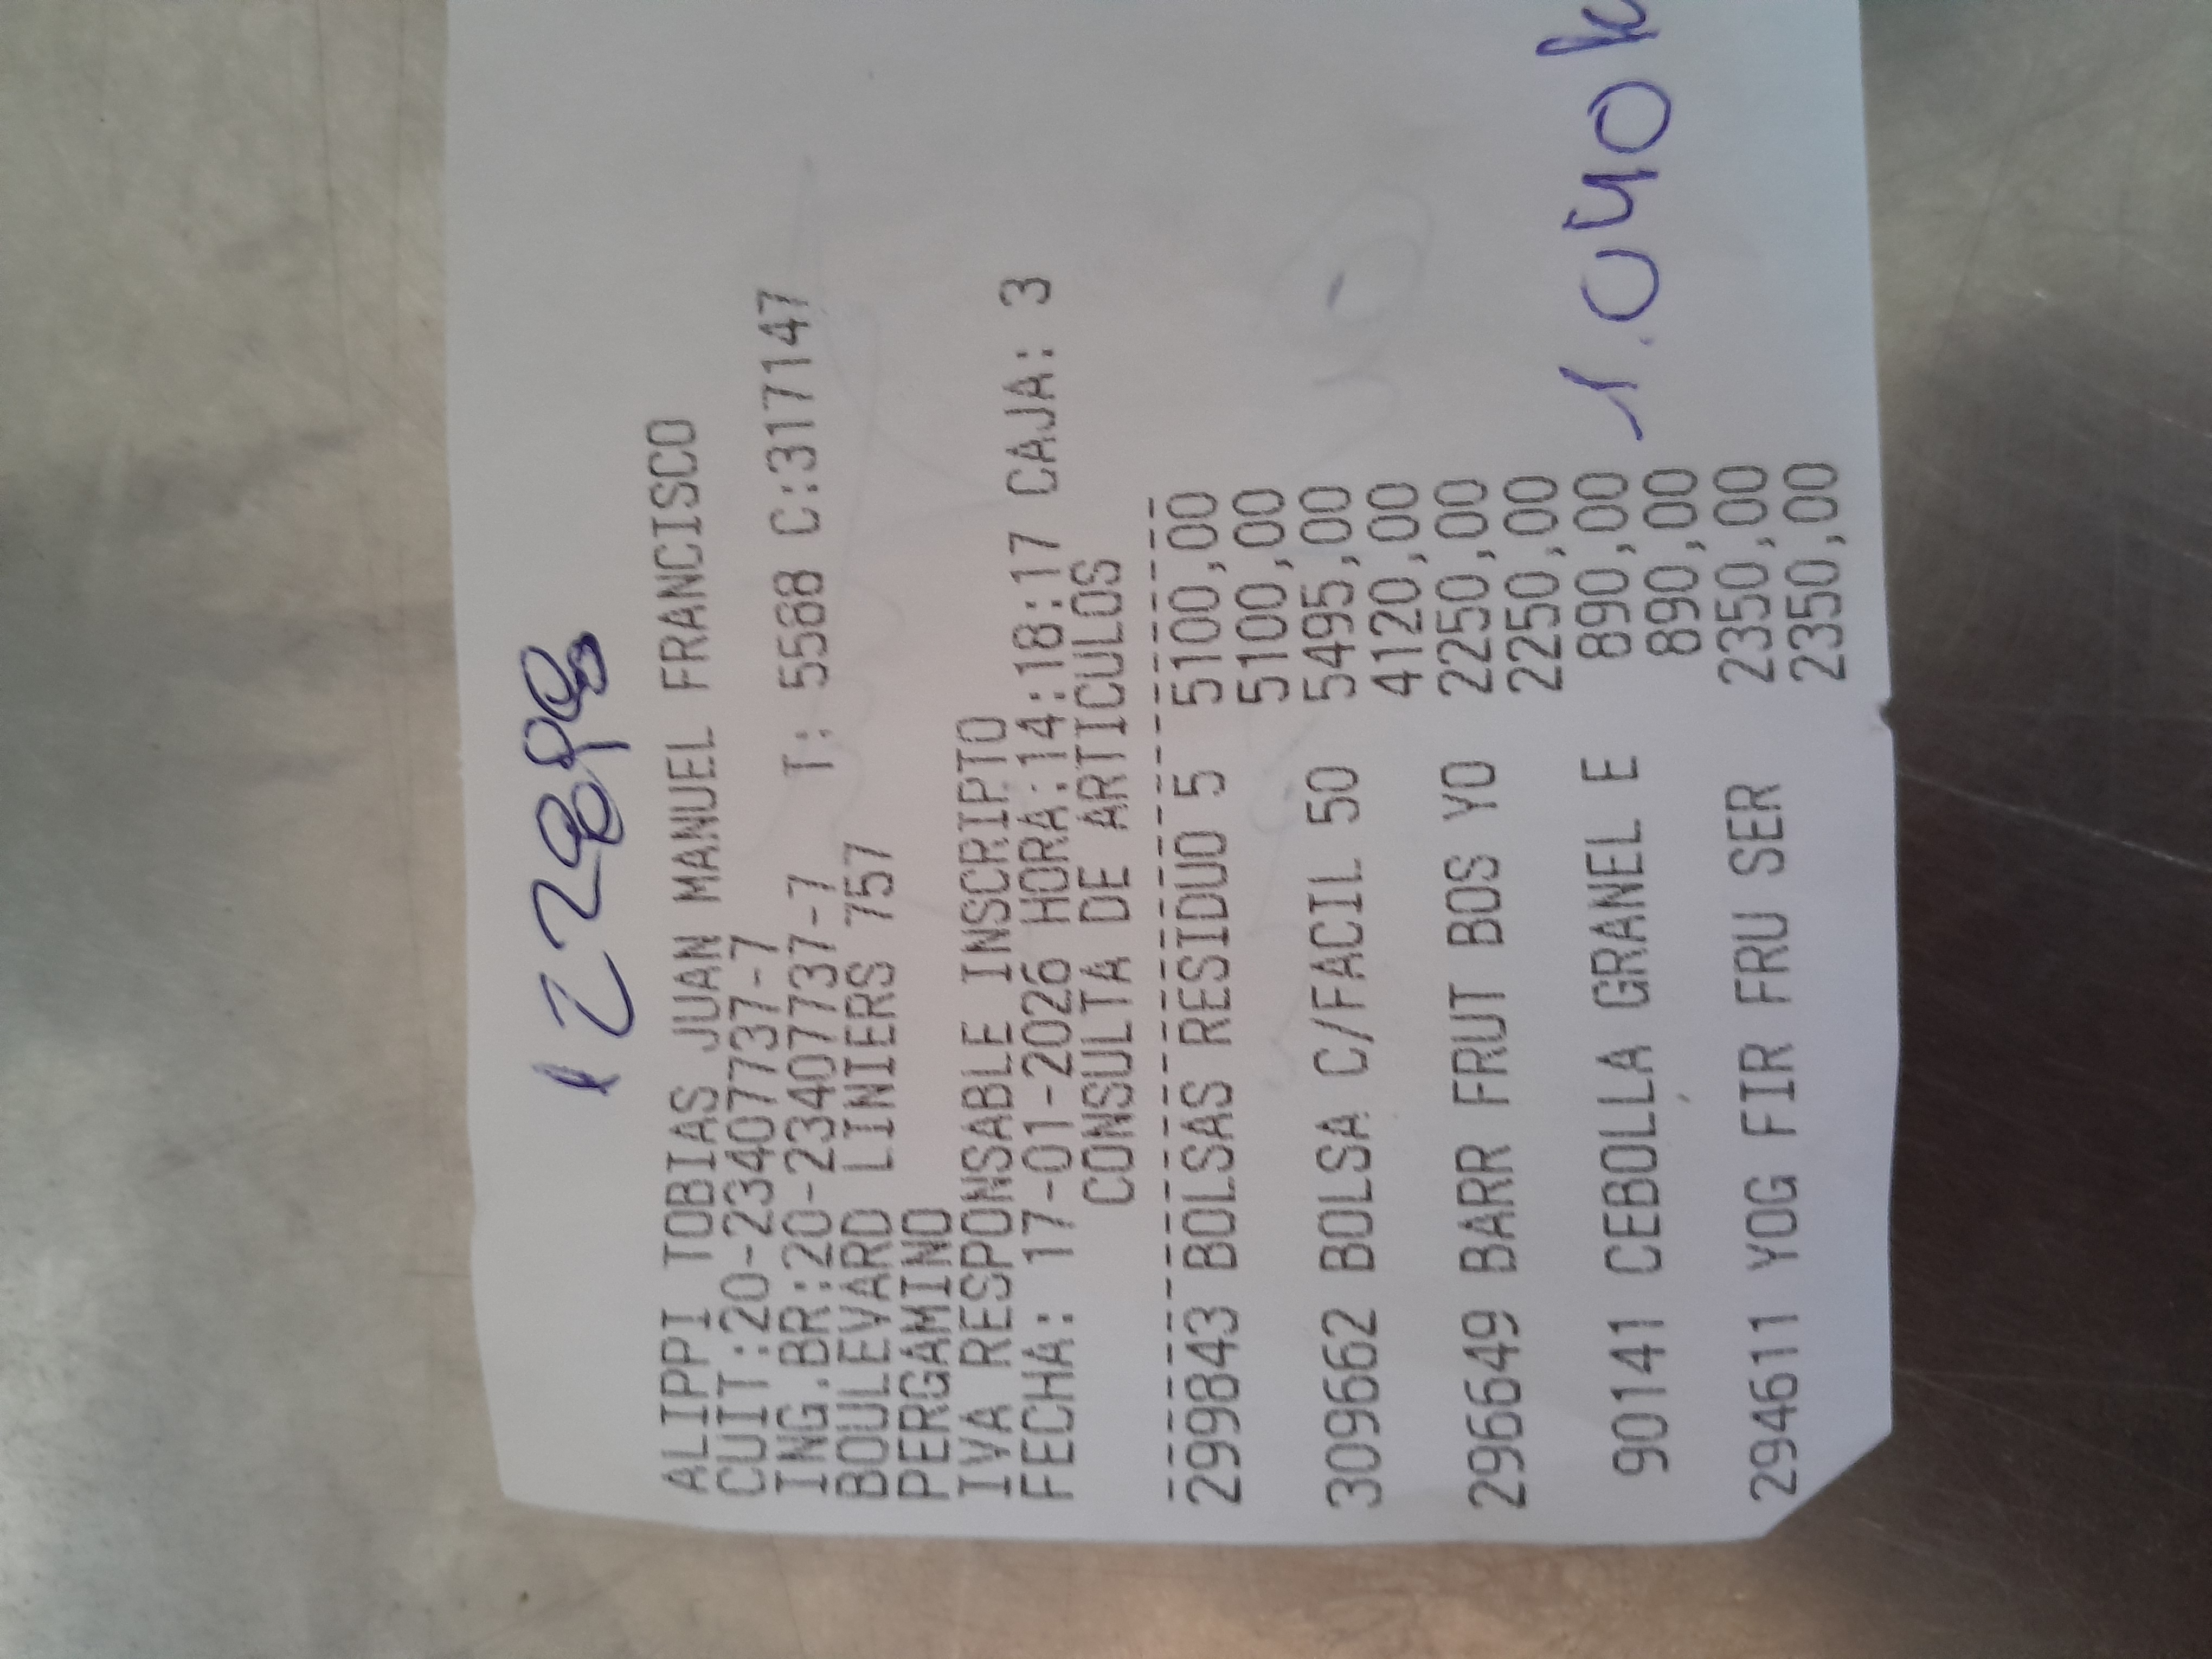 ALIPPI TOBIAS JUAN MANUEL FRANCISCO
CUIT:20-23407737-7
ING.BR:20-23407737-7 T: 5588 C:317147
BOULEVARD LINIERS 757
PERGAMINO
IVA RESPONSABLE INSCRIPTO
FECHA: 17-01-2026 HORA:14:18:17 CAJA: 3
CONSULTA DE ARTICULOS
299843 BOLSAS RESIDUO 5 5100,00
5100,00
309662 BOLSA C/FACIL 50 5495,00
4120,00
296649 BARR FRUT BOS YO 2250,00
2250,00
90141 CEBOLLA GRANEL E 890,00 1.040k
890,00
294611 YOG FIR FRU SER 2350,00
2350,00